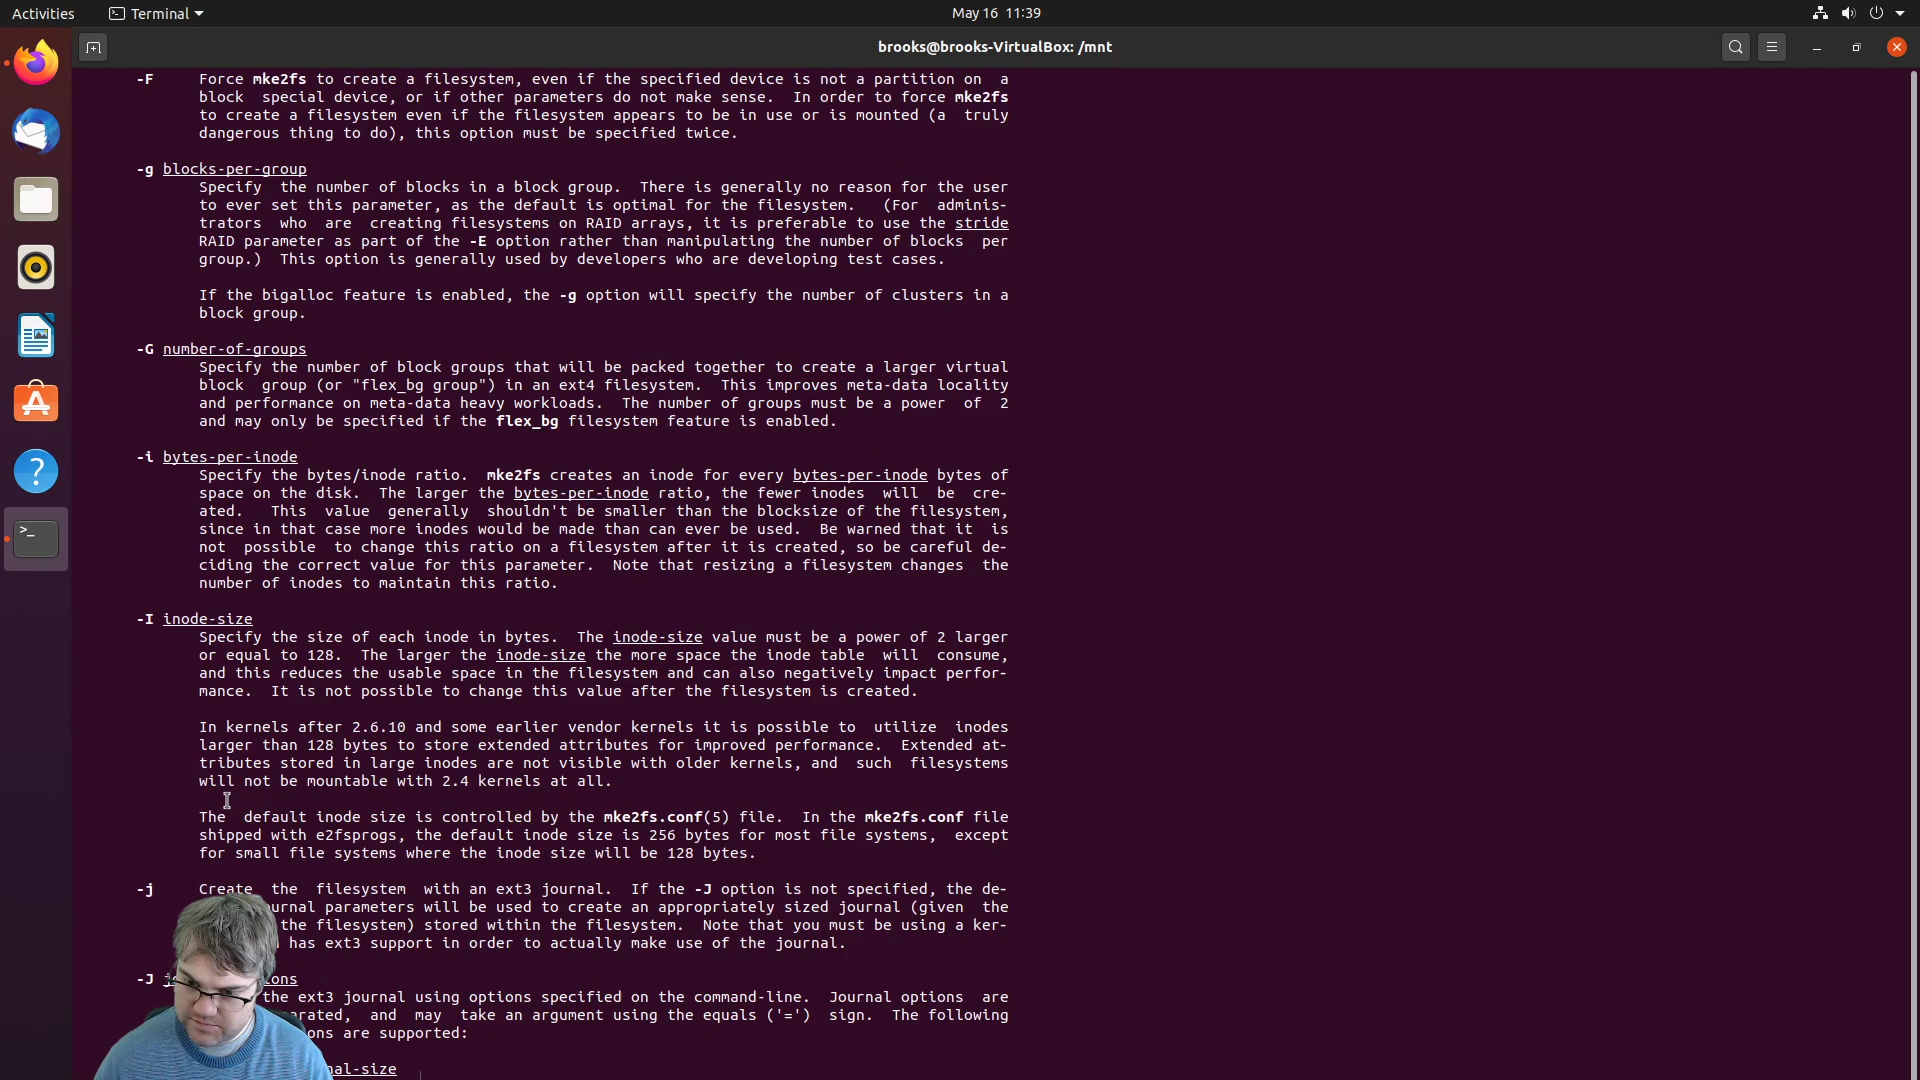 Activities
Terminal
May 16 11:39
brooks@brooks-VirtualBox: /mnt
-F Force mke2fs to create a filesystem, even if the specified device is not a partition on a
block special device, or if other parameters do not make sense. In order to force mke2fs
to create a filesystem even if the filesystem appears to be in use or is mounted (a truly
dangerous thing to do), this option must be specified twice.
-g blocks-per-group
Specify the number of blocks in a block group. There is generally no reason for the user
to ever set this parameter, as the default is optimal for the filesystem. (For adminis-
trators who are creating filesystems on RAID arrays, it is preferable to use the stride
RAID parameter as part of the -E option rather than manipulating the number of blocks per
group.) This option is generally used by developers who are developing test cases.
If the bigalloc feature is enabled, the -g option will specify the number of clusters in a
block group.
-G number-of-groups
Specify the number of block groups that will be packed together to create a larger virtual
block group (or "flex_bg group") in an ext4 filesystem. This improves meta-data locality
and performance on meta-data heavy workloads. The number of groups must be a power of 2
and may only be specified if the flex_bg filesystem feature is enabled.
-i bytes-per-inode
Specify the bytes/inode ratio. mke2fs creates an inode for every bytes-per-inode bytes of
space on the disk. The larger the bytes-per-inode ratio, the fewer inodes will be cre-
ated. This value generally shouldn't be smaller than the blocksize of the filesystem,
since in that case more inodes would be made than can ever be used. Be warned that it is
not possible to change this ratio on a filesystem after it is created, so be careful de-
ciding the correct value for this parameter. Note that resizing a filesystem changes the
number of inodes to maintain this ratio.
-I inode-size
Specify the size of each inode in bytes. The inode-size value must be a power of 2 larger
or equal to 128. The larger the inode-size the more space the inode table will consume,
and this reduces the usable space in the filesystem and can also negatively impact perfor-
mance. It is not possible to change this value after the filesystem is created.
In kernels after 2.6.10 and some earlier vendor kernels it is possible to utilize inodes
larger than 128 bytes to store extended attributes for improved performance. Extended at-
tributes stored in large inodes are not visible with older kernels, and such filesystems
will not be mountable with 2.4 kernels at all.
The default inode size is controlled by the mke2fs.conf(5) file. In the mke2fs.conf file
shipped with e2fsprogs, the default inode size is 256 bytes for most file systems, except
for small file systems where the inode size will be 128 bytes.
-j Create the filesystem with an ext3 journal. If the -J option is not specified, the de-
urnal parameters will be used to create an appropriately sized journal (given the
the filesystem) stored within the filesystem. Note that you must be using a ker-
has ext3 support in order to actually make use of the journal.
-J
the ext3 journal using options specified on the command-line. Journal options are
arated, and may take an argument using the equals ('=') sign. The following
ons are supported:
nal-size